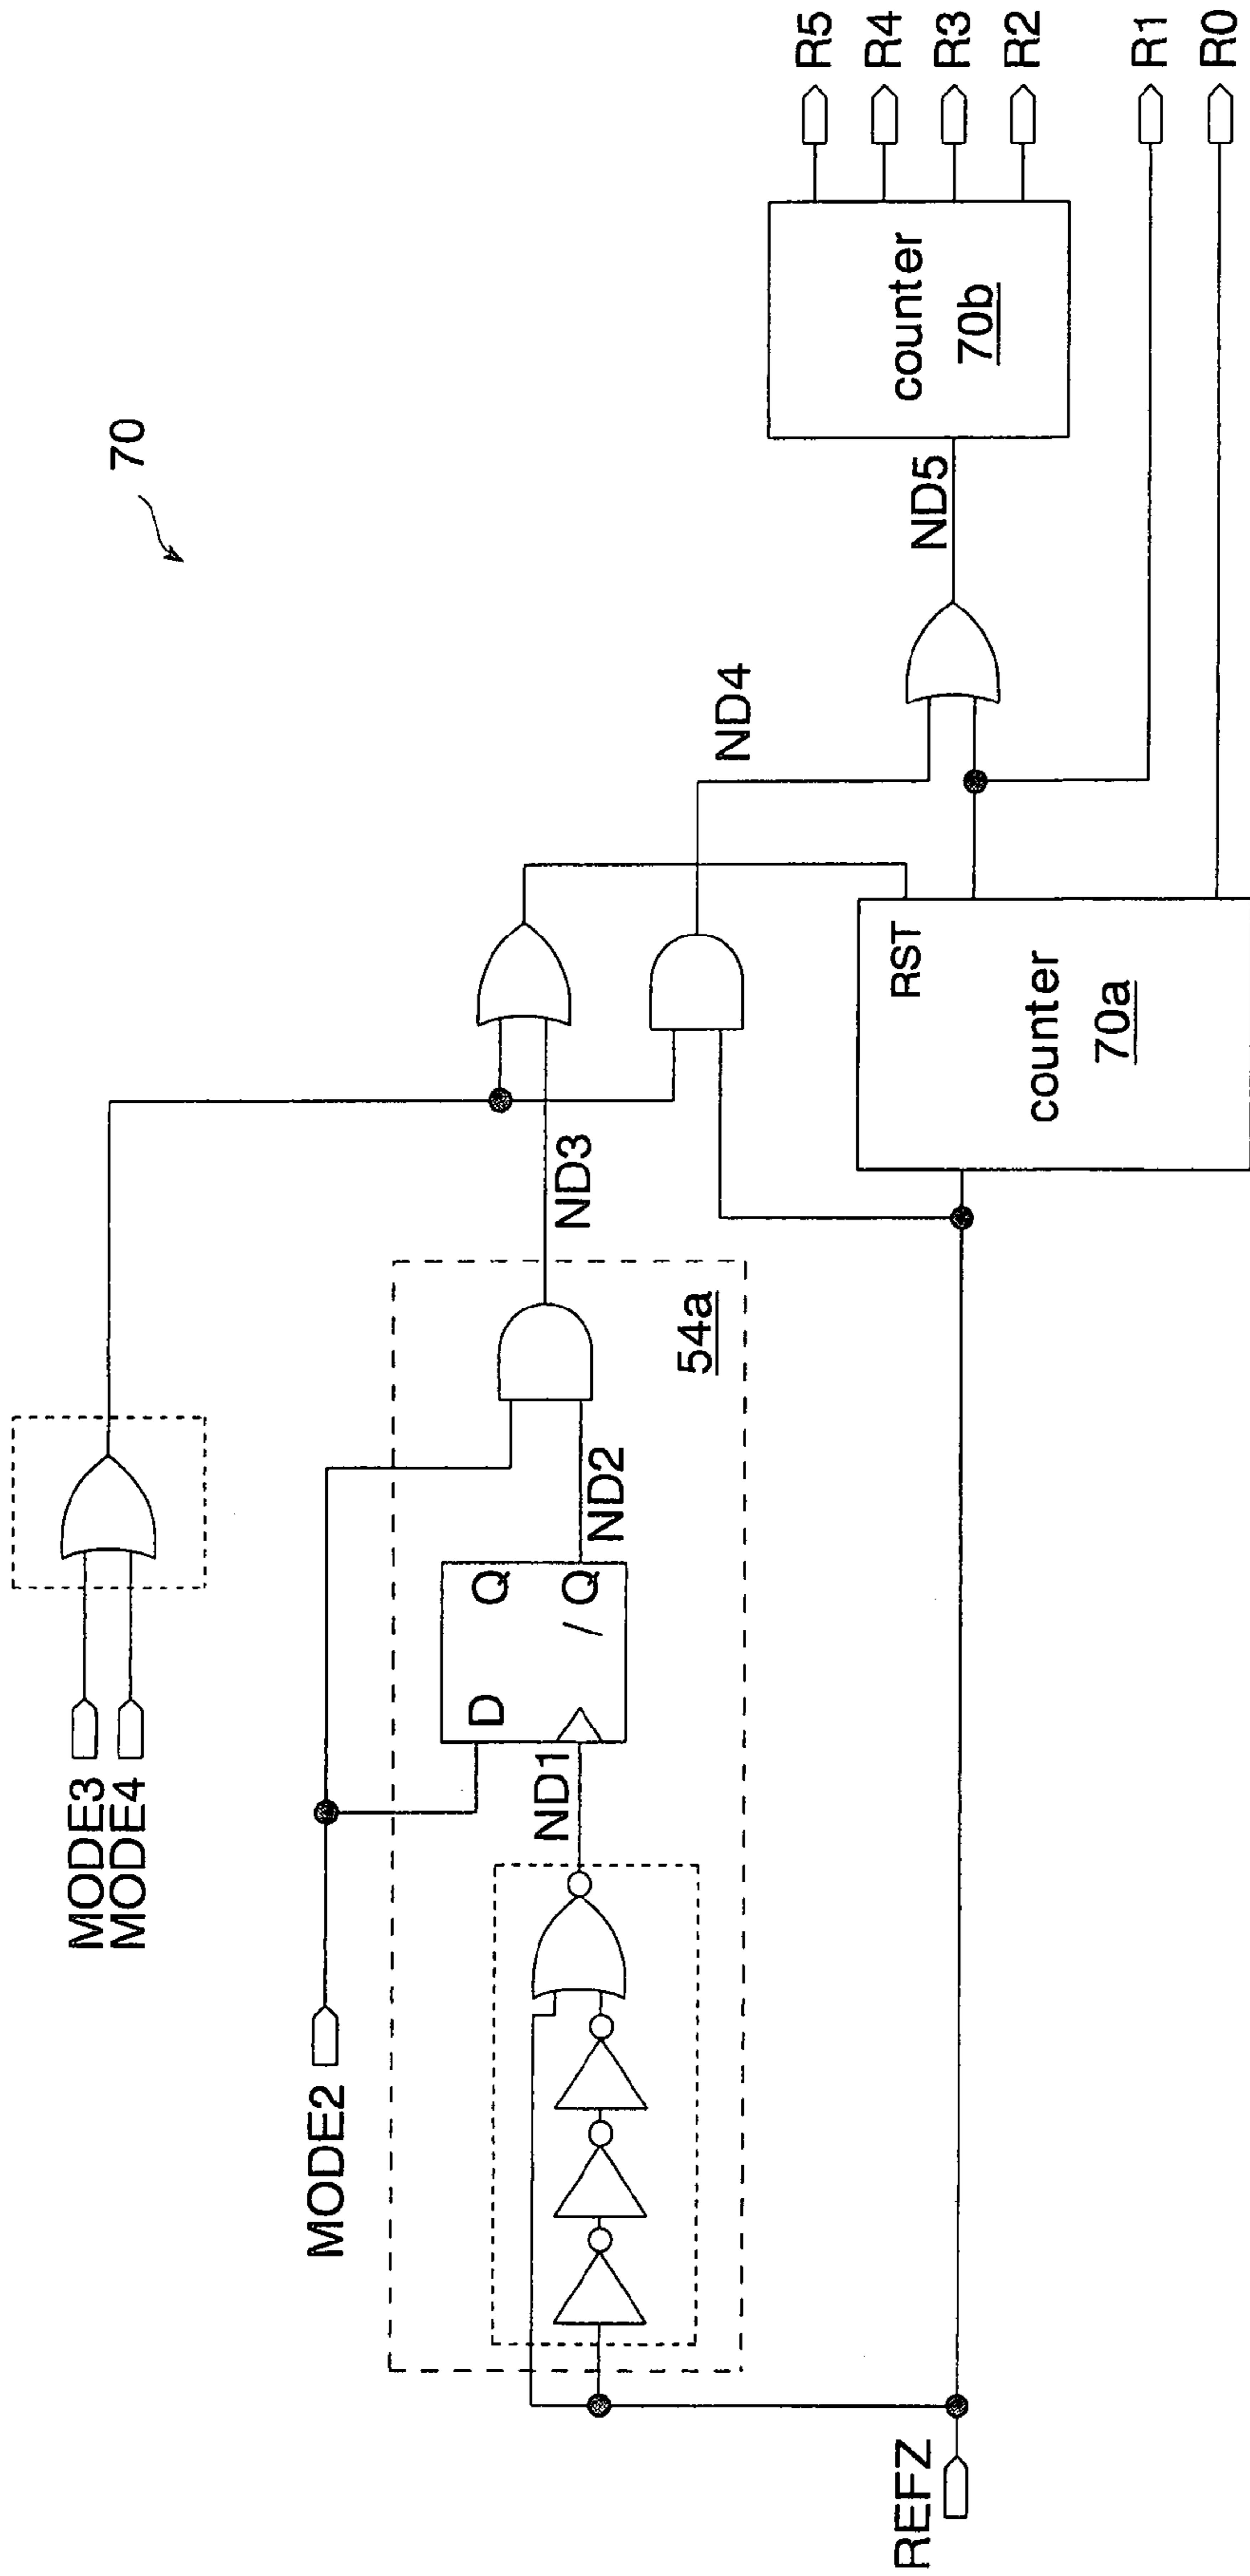 70
MODE3
MODE4
MODE2
REFZ
ND1
D
Q
/Q
ND2
54a
ND3
RST
counter
70a
ND4
ND5
counter
70b
R5
R4
R3
R2
R1
R0